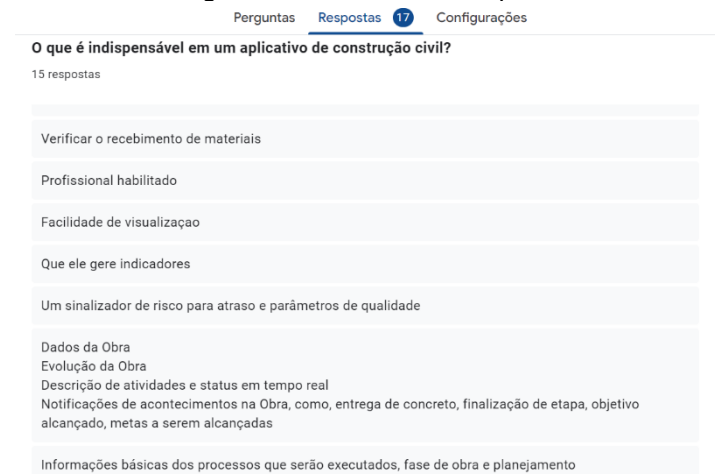 Perguntas Respostas 17 Configurações
O que é indispensável em um aplicativo de construção civil?
15 respostas
Verificar o recebimento de materiais
Profissional habilitado
Facilidade de visualizaçao
Que ele gere indicadores
Um sinalizador de risco para atraso e parâmetros de qualidade
Dados da Obra
Evolução da Obra
Descrição de atividades e status em tempo real
Notificações de acontecimentos na Obra, como, entrega de concreto, finalização de etapa, objetivo
alcançado, metas a serem alcançadas
Informações básicas dos processos que serão executados, fase de obra e planejamento